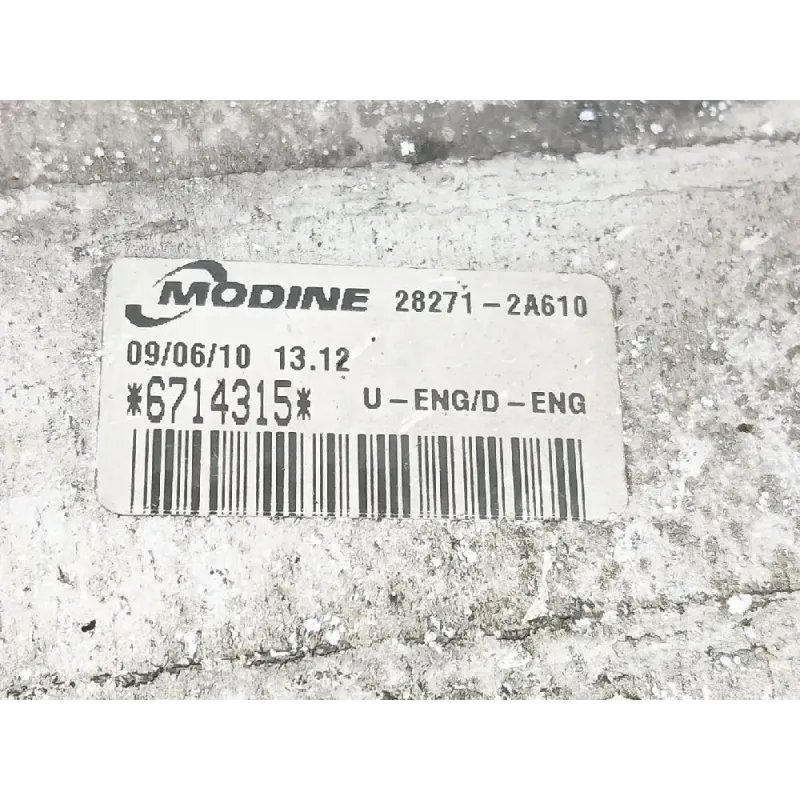 MODINE 28271-2A610
09/06/10 13.12
*6714315* U-ENG/D-ENG